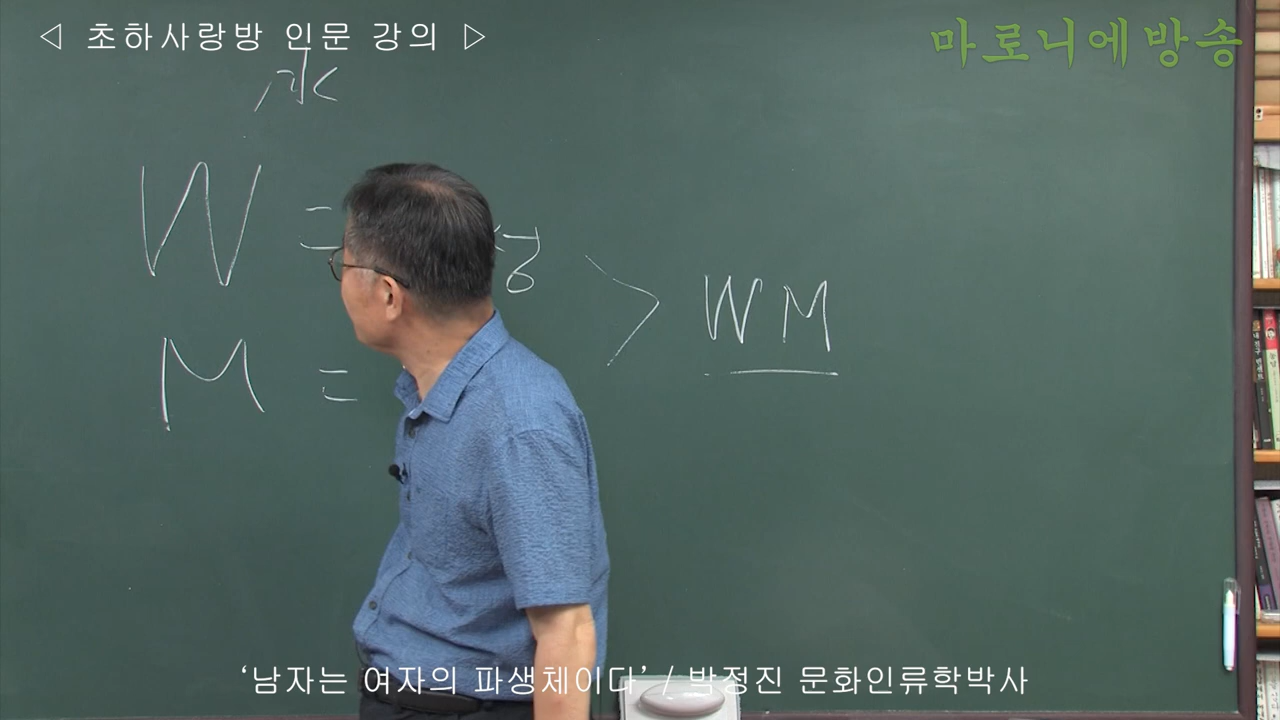 ◁ 초하사랑방 인문 강의 ▷
마로니에방송
水
W =
M =
> WM
‘남자는 여자의 파생체이다’ / 박정진 문화인류학박사